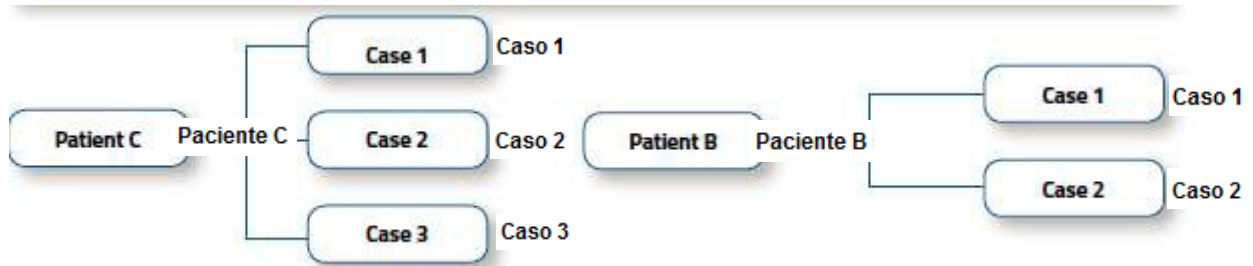 Case 1 Caso 1
Patient C Paciente C
Case 2 Caso 2
Case 3 Caso 3
Patient B Paciente B
Case 1 Caso 1
Case 2 Caso 2